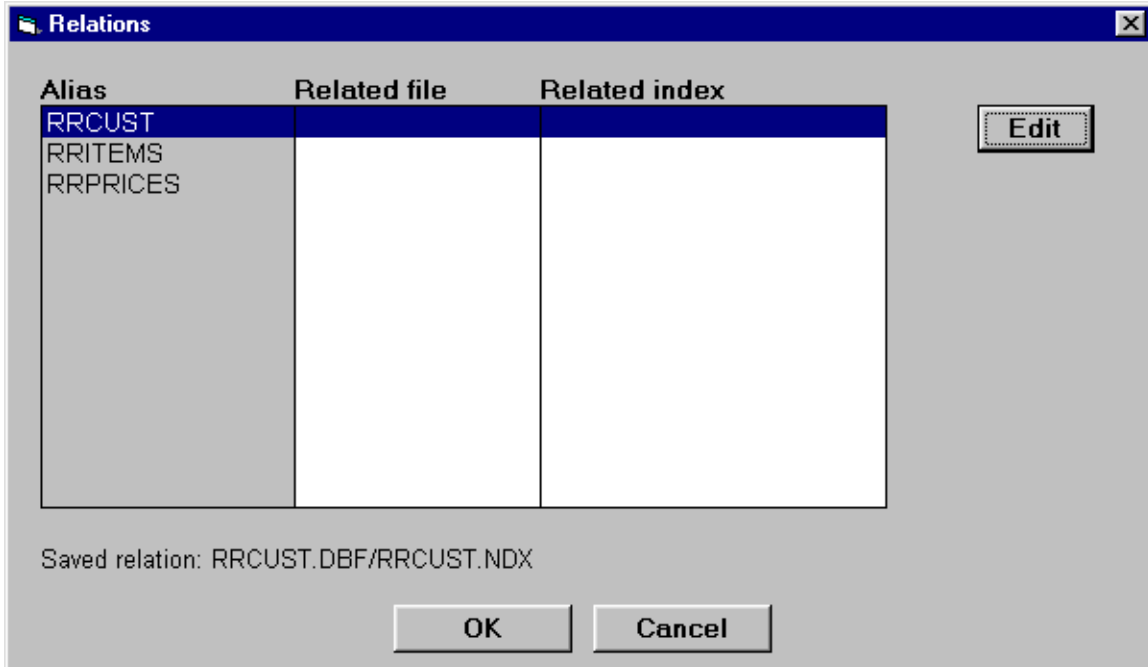 Relations
Alias Related file Related index
RRCUST
RRITEMS
RRPRICES
Edit
Saved relation: RRCUST.DBF/RRCUST.NDX
OK Cancel